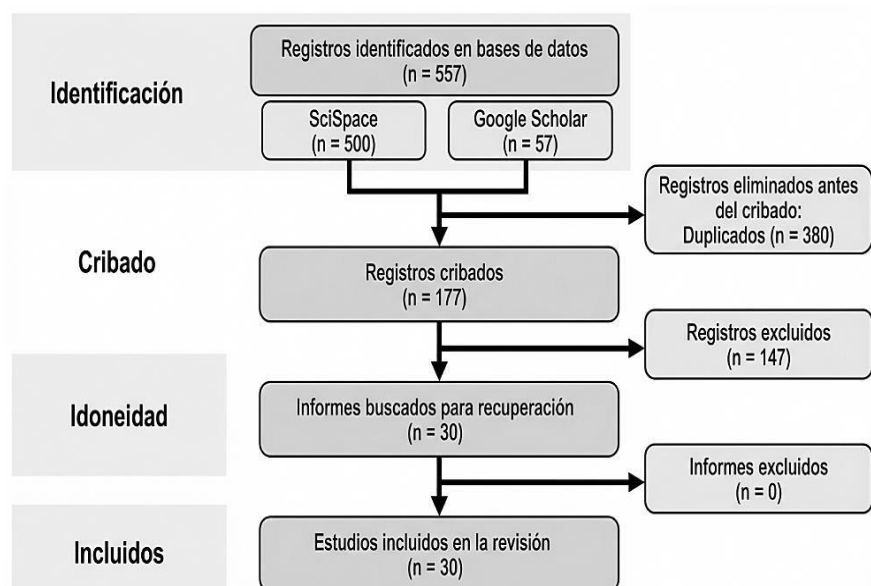 Identificación
Registros identificados en bases de datos
(n = 557)
SciSpace
(n = 500)
Google Scholar
(n = 57)
Registros eliminados antes
del cribado:
Duplicados (n = 380)
Cribado
Registros cribados
(n = 177)
Registros excluidos
(n = 147)
Idoneidad
Informes buscados para recuperación
(n = 30)
Informes excluidos
(n = 0)
Incluidos
Estudios incluidos en la revisión
(n = 30)